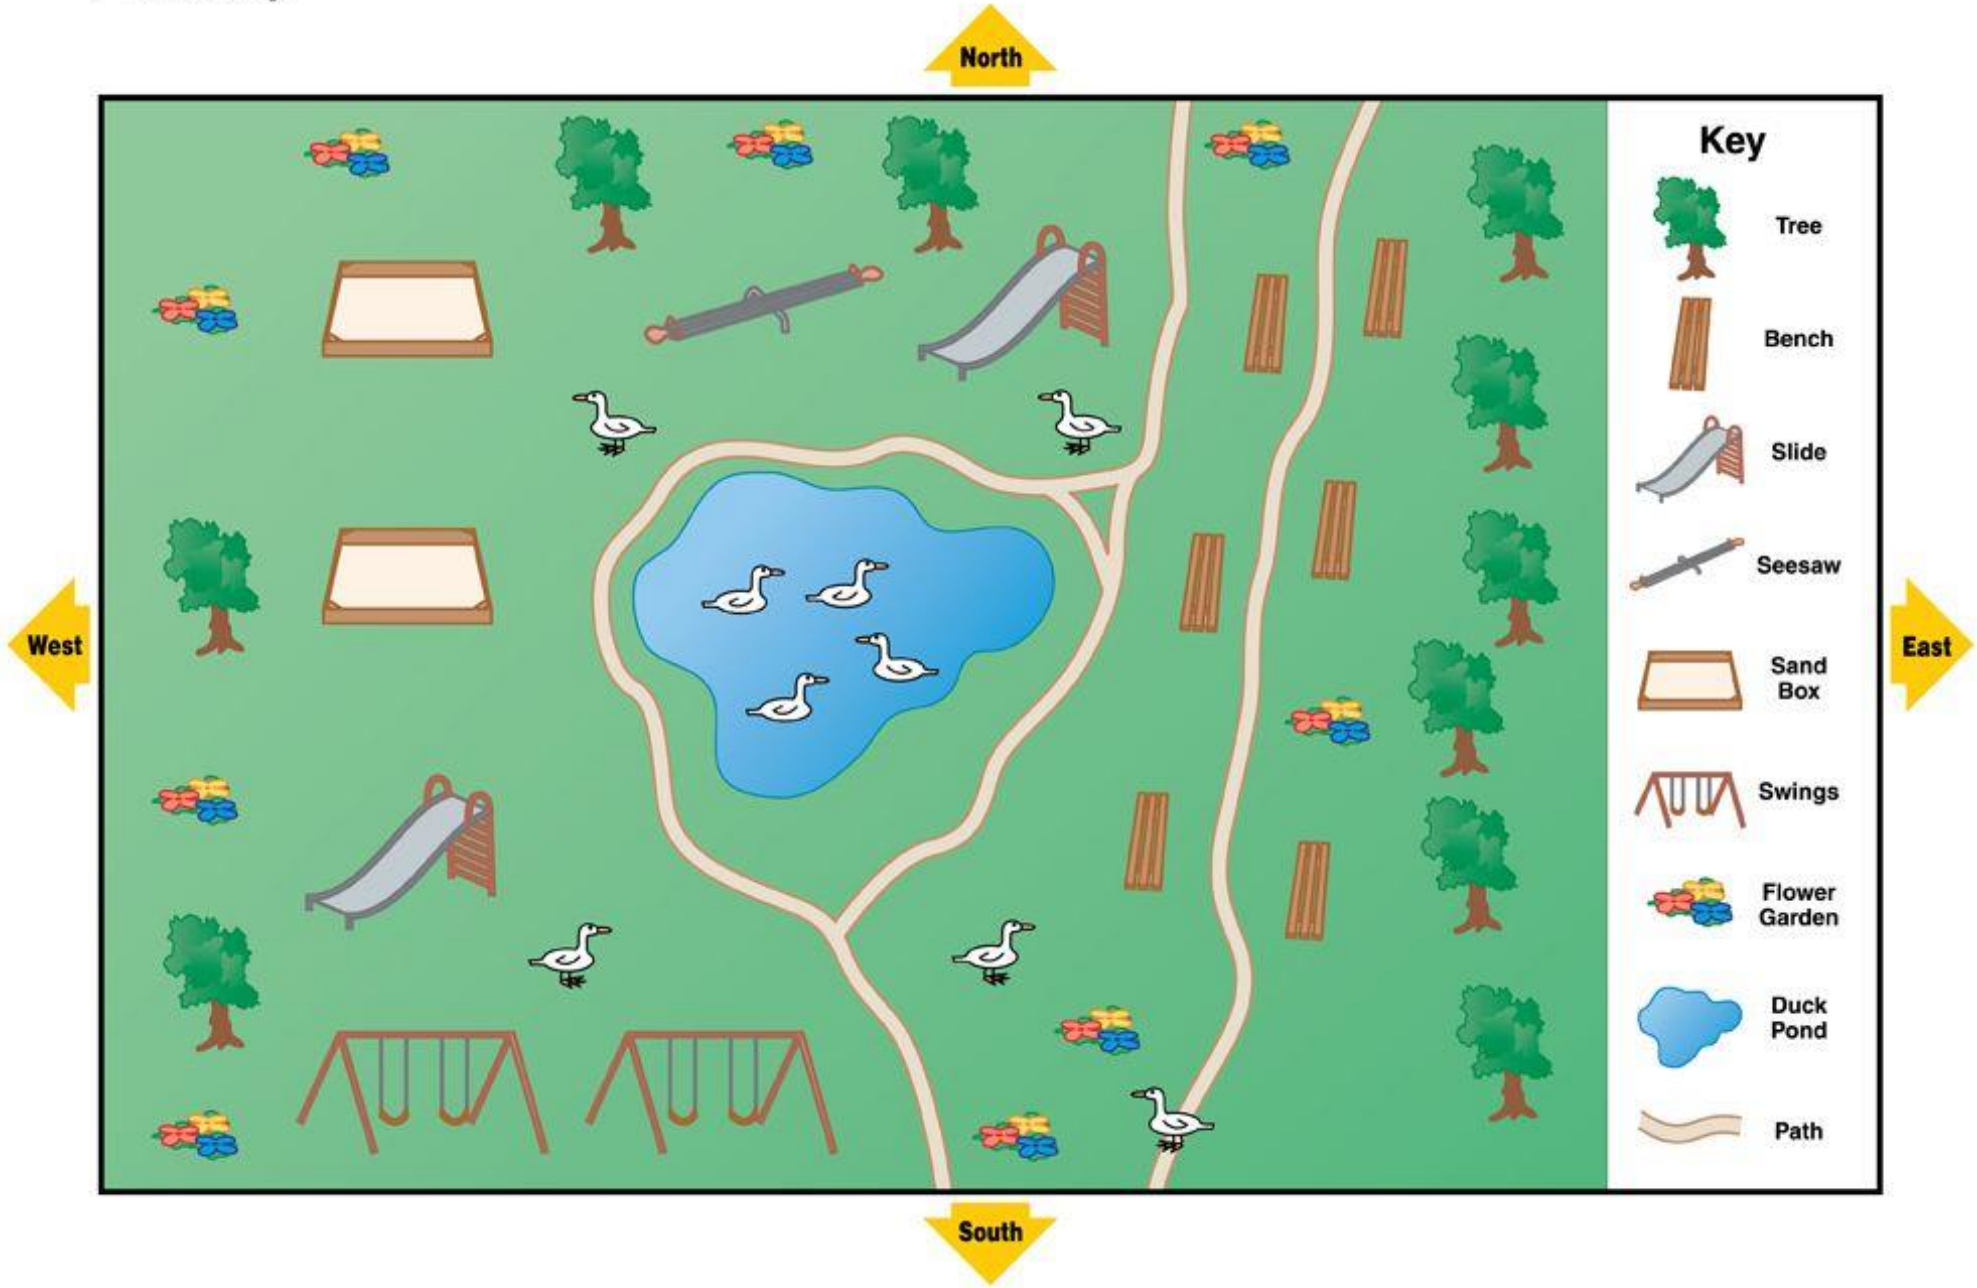 North
Key
Tree
Bench
Slide
Seesaw
West
East
Sand
Box
Swings
Flower
Garden
Duck
Pond
Path
South